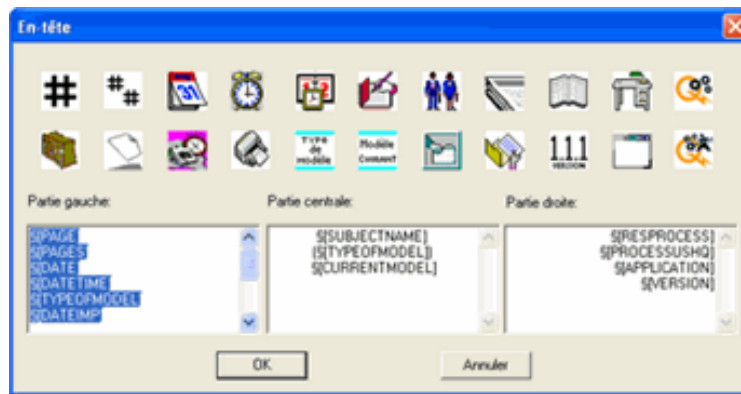 En-tête
# # #
31
TYPE de modèle
Modèle Courant
1.1.1
VERSION
Partie gauche:
Partie centrale:
Partie droite:
S[PAGE
S[PAGES
S[DATE
S[DATETIME
S[TYPEOFMODEL
S[DATEIMP
S[SUBJECTNAME]
(S[TYPEOFMODEL])
S[CURRENTMODEL]
S[RESPROCESS]
S[PROCESSUSHQ]
S[APPLICATION]
S[VERSION]
OK
Annuler